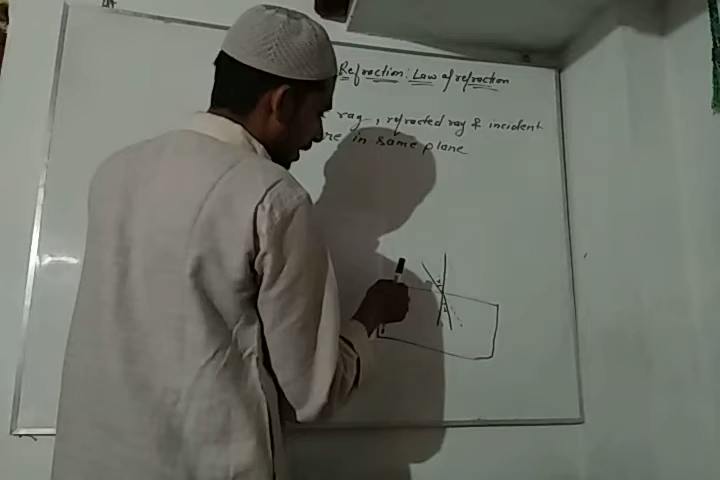 Refraction: Law of refraction
ray, refracted ray & incident
re in same plane